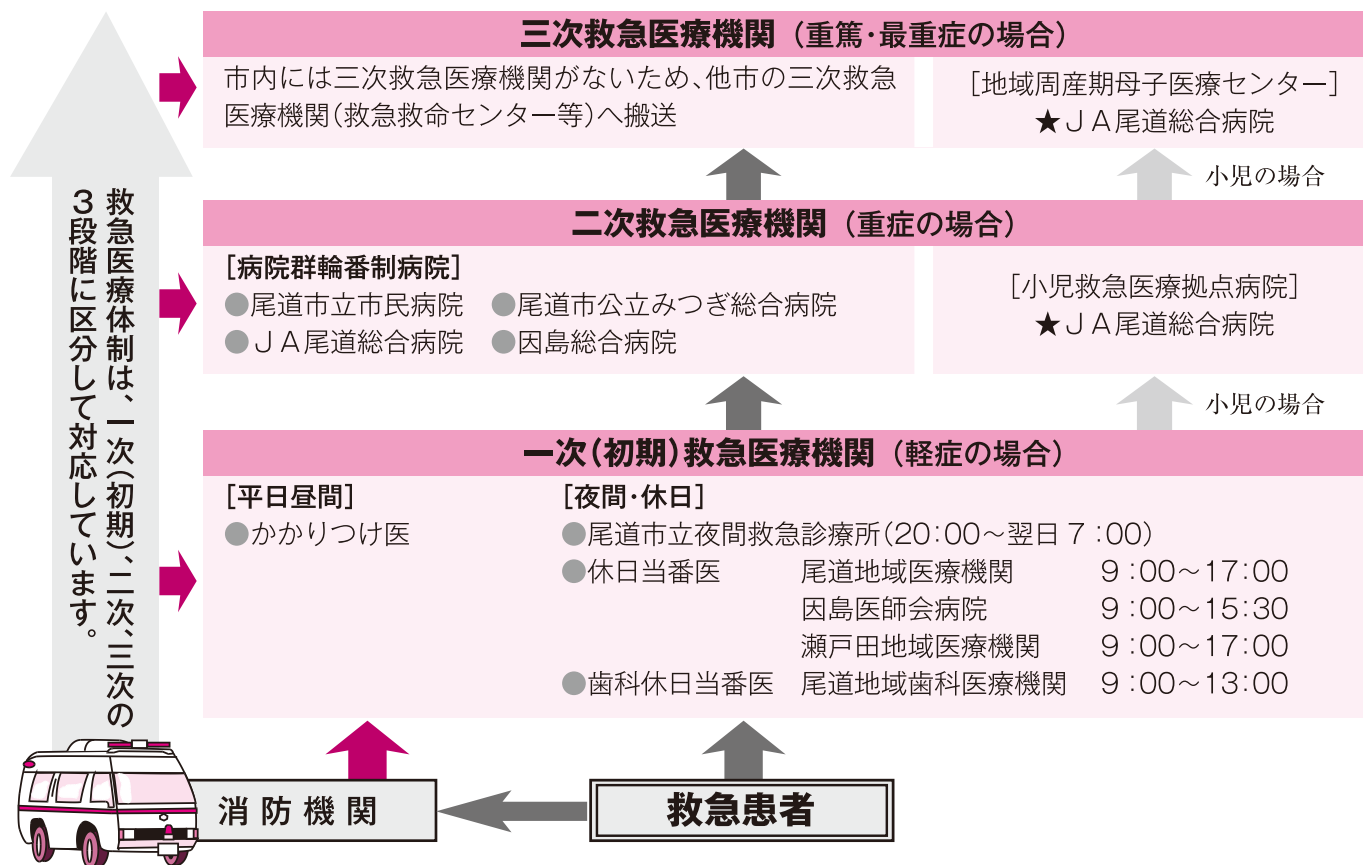 三次救急医療機関（重篤・最重症の場合）
市内には三次救急医療機関がないため、他市の三次救急
医療機関（救急救命センター等）へ搬送
［地域周産期母子医療センター］
★ＪＡ尾道総合病院
小児の場合
二次救急医療機関（重症の場合）
［病院群輪番制病院］
●尾道市立市民病院 ●尾道市公立みつぎ総合病院
●ＪＡ尾道総合病院 ●因島総合病院
［小児救急医療拠点病院］
★ＪＡ尾道総合病院
小児の場合
一次（初期）救急医療機関（軽症の場合）
［平日昼間］
●かかりつけ医
［夜間・休日］
●尾道市立夜間救急診療所（20：00～翌日７：00）
●休日当番医 尾道地域医療機関 ９：00～17：00
因島医師会病院 ９：00～15：30
瀬戸田地域医療機関 ９：00～17：00
●歯科休日当番医 尾道地域歯科医療機関 ９：00～13：00
救急医療体制は、一次（初期）、二次、三次の
３段階に区分して対応しています。
消防機関
救急患者